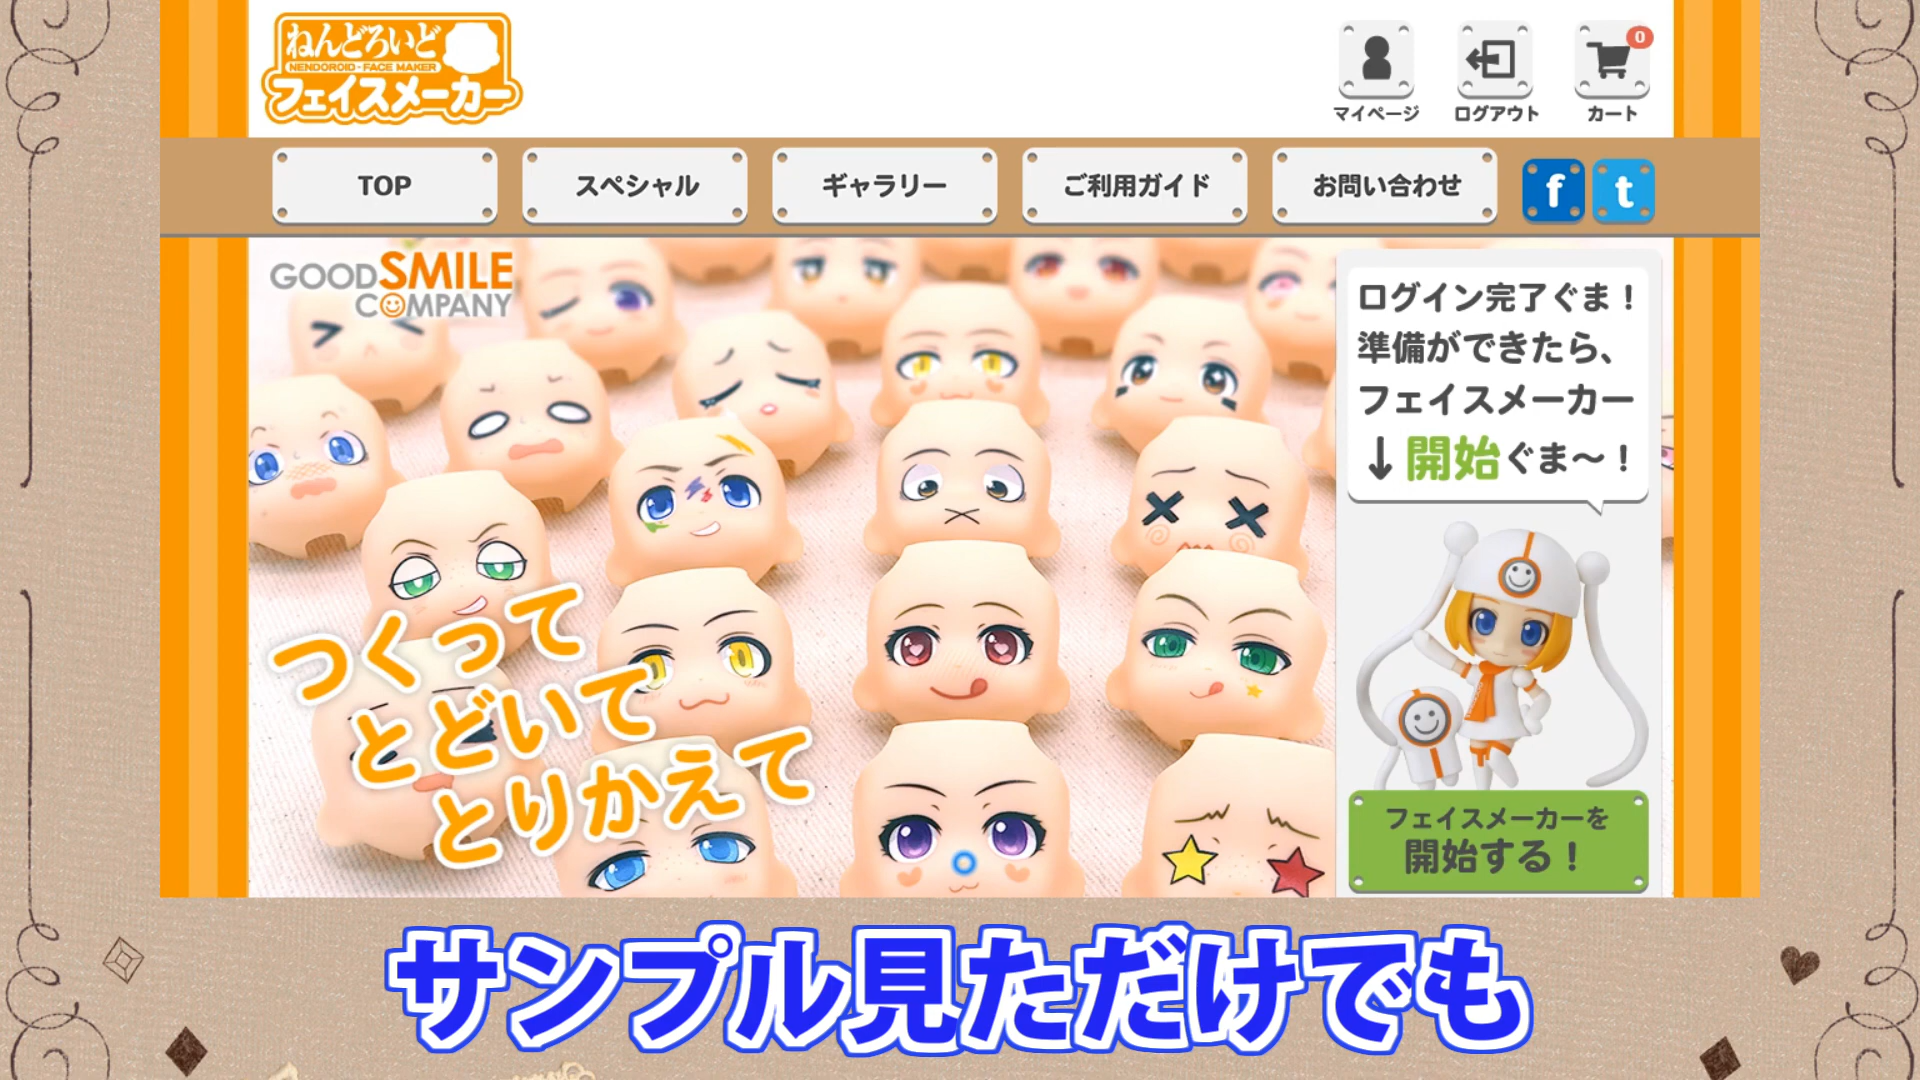 ねんどろいど
NENDOROID - FACE MAKER
フェイスメーカー
マイページ
ログアウト
0
カート
TOP
スペシャル
ギャラリー
ご利用ガイド
お問い合わせ
f
t
GOOD SMILE
COMPANY
ログイン完了ぐま！
準備ができたら、
フェイスメーカー
↓開始ぐま～！
つくって
とどいて
とりかえて
フェイスメーカーを
開始する！
サンプル見ただけでも